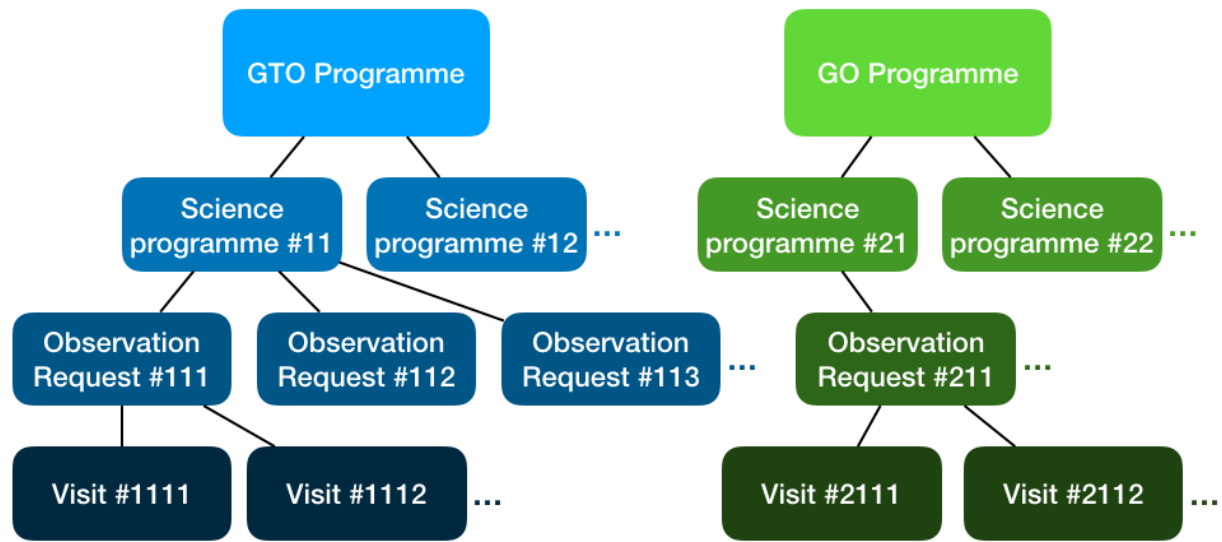 GTO Programme
GO Programme
Science
programme #11
Science
programme #12
...
Science
programme #21
Science
programme #22
...
Observation
Request #111
Observation
Request #112
Observation
Request #113
...
Observation
Request #211
...
Visit #1111
Visit #1112
...
Visit #2111
Visit #2112
...